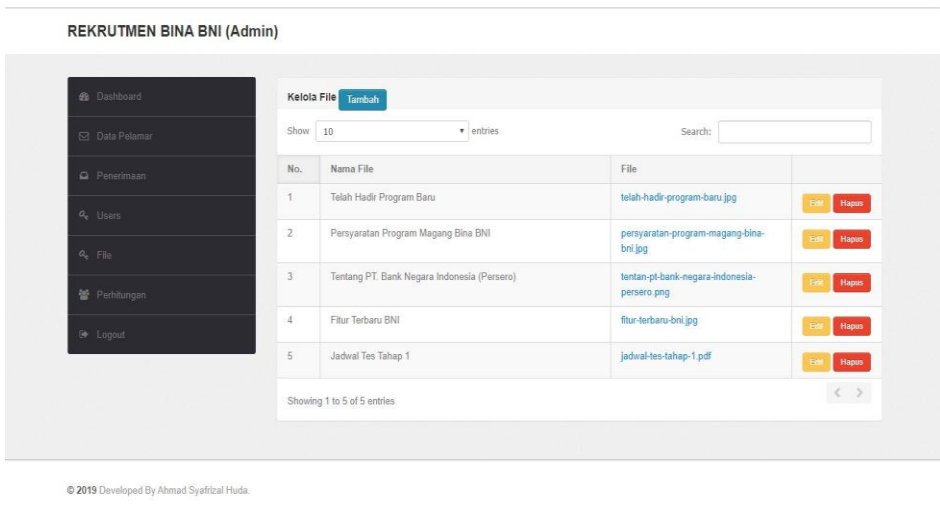 REKRUTMEN BINA BNI (Admin)
Dashboard
Data Pelamar
Penerimaan
Users
File
Perhitungan
Logout
Kelola File Tambah
Show 10 entries Search:
No. Nama File File
1 Telah Hadir Program Baru telah-hadir-program-baru.jpg Edit Hapus
2 Persyaratan Program Magang Bina BNI persyaratan-program-magang-bina-
bni.jpg Edit Hapus
3 Tentang PT. Bank Negara Indonesia (Persero) tentan-pt-bank-negara-indonesia-
persero.png Edit Hapus
4 Fitur Terbaru BNI fitur-terbaru-bni.jpg Edit Hapus
5 Jadwal Tes Tahap 1 jadwal-tes-tahap-1.pdf Edit Hapus
Showing 1 to 5 of 5 entries
© 2019 Developed By Ahmad Syafrizal Huda.